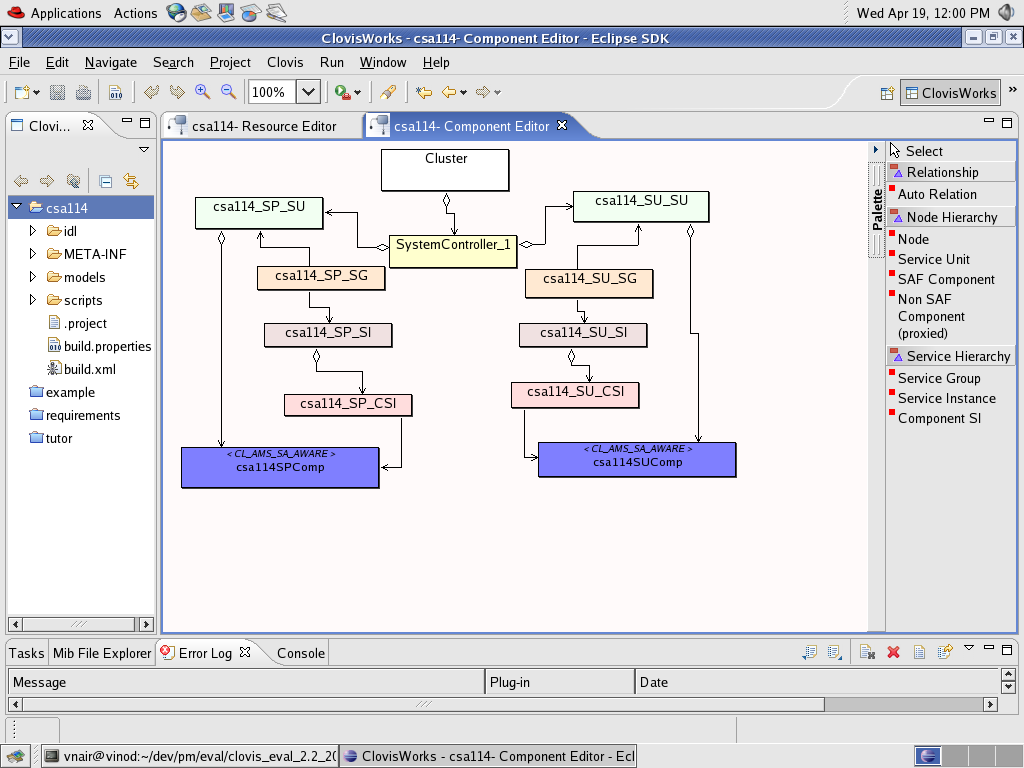 Applications Actions Wed Apr 19, 12:00 PM
ClovisWorks - csa114- Component Editor - Eclipse SDK
File Edit Navigate Search Project Clovis Run Window Help
100% ClovisWorks »
Clovi...
csa114- Resource Editor csa114- Component Editor
csa114
idl
META-INF
models
scripts
.project
build.properties
build.xml
example
requirements
tutor
Cluster
csa114_SP_SU
csa114_SU_SU
SystemController_1
csa114_SP_SG
csa114_SU_SG
csa114_SP_SI
csa114_SU_SI
csa114_SP_CSI
csa114_SU_CSI
< CL_AMS_SA_AWARE >
csa114SPComp
< CL_AMS_SA_AWARE >
csa114SUComp
Palette
Select
Relationship
Auto Relation
Node Hierarchy
Node
Service Unit
SAF Component
Non SAF
Component
(proxied)
Service Hierarchy
Service Group
Service Instance
Component SI
Tasks Mib File Explorer Error Log Console
Message Plug-in Date
vnair@vinod:~/dev/pm/eval/clovis_eval_2.2_20 ClovisWorks - csa114- Component Editor - Ecl